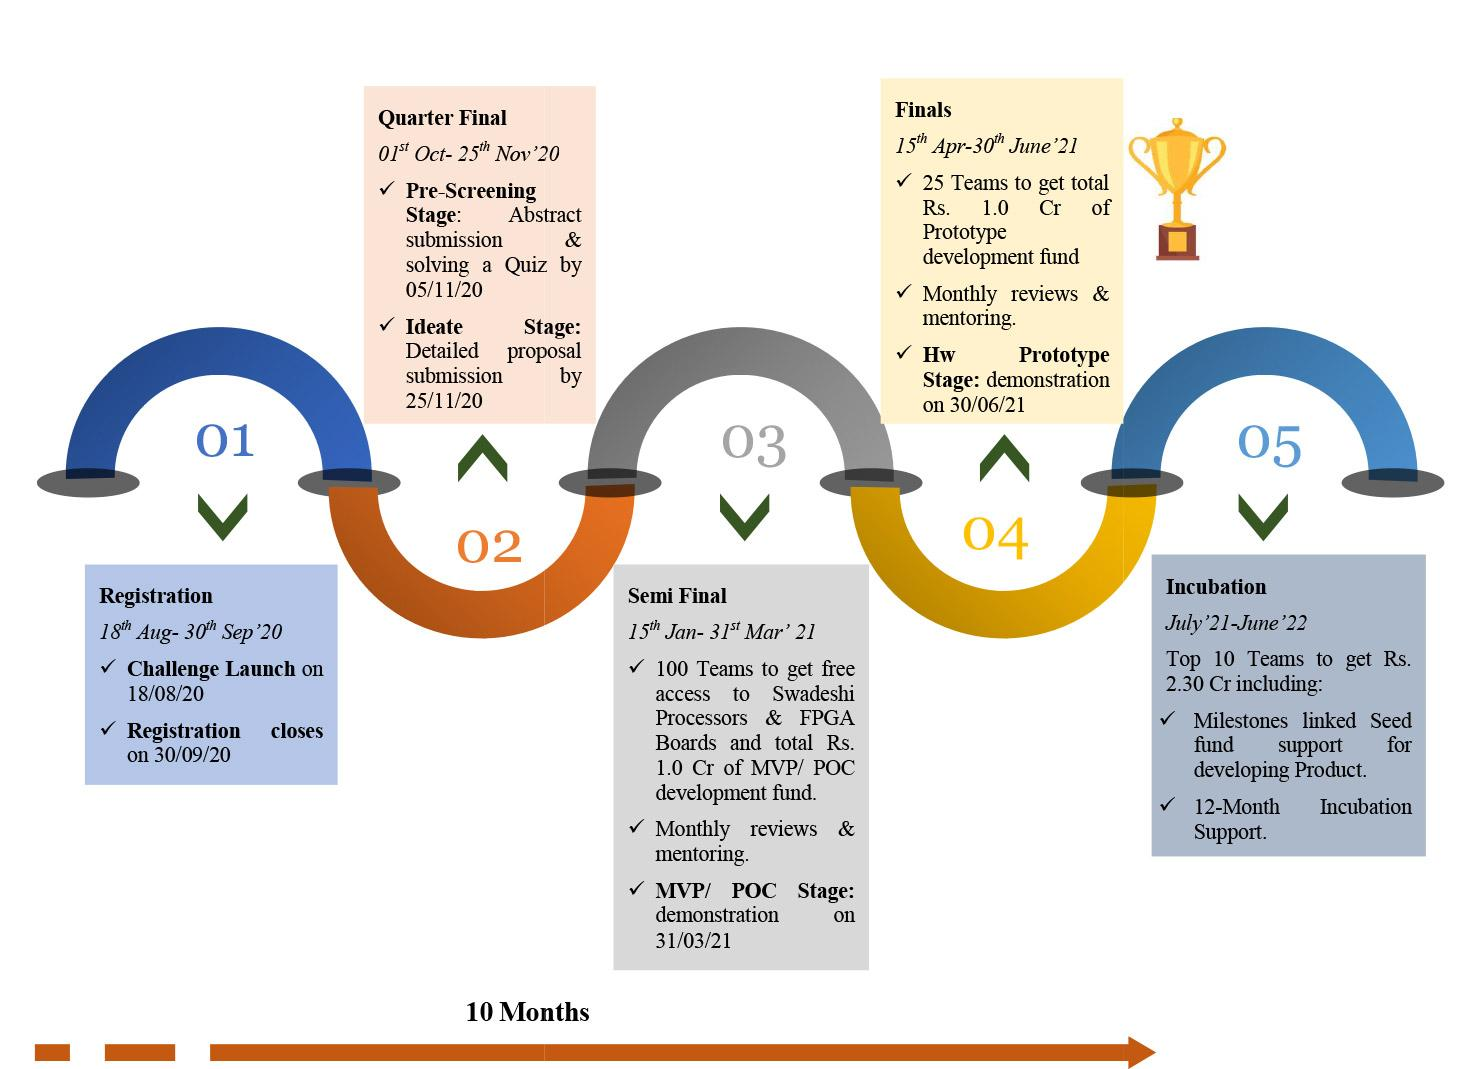 01
Registration
18th Aug- 30th Sep’20
✓ Challenge Launch on
18/08/20
✓ Registration closes
on 30/09/20
Quarter Final
01st Oct- 25th Nov’20
✓ Pre-Screening
Stage: Abstract
submission &
solving a Quiz by
05/11/20
✓ Ideate Stage:
Detailed proposal
submission by
25/11/20
02
03
Semi Final
15th Jan- 31st Mar’ 21
✓ 100 Teams to get free
access to Swadeshi
Processors & FPGA
Boards and total Rs.
1.0 Cr of MVP/ POC
development fund.
✓ Monthly reviews &
mentoring.
✓ MVP/ POC Stage:
demonstration on
31/03/21
Finals
15th Apr-30th June’21
✓ 25 Teams to get total
Rs. 1.0 Cr of
Prototype
development fund
✓ Monthly reviews &
mentoring.
✓ Hw Prototype
Stage: demonstration
on 30/06/21
04
05
Incubation
July’21-June’22
Top 10 Teams to get Rs.
2.30 Cr including:
✓ Milestones linked Seed
fund support for
developing Product.
✓ 12-Month Incubation
Support.
10 Months